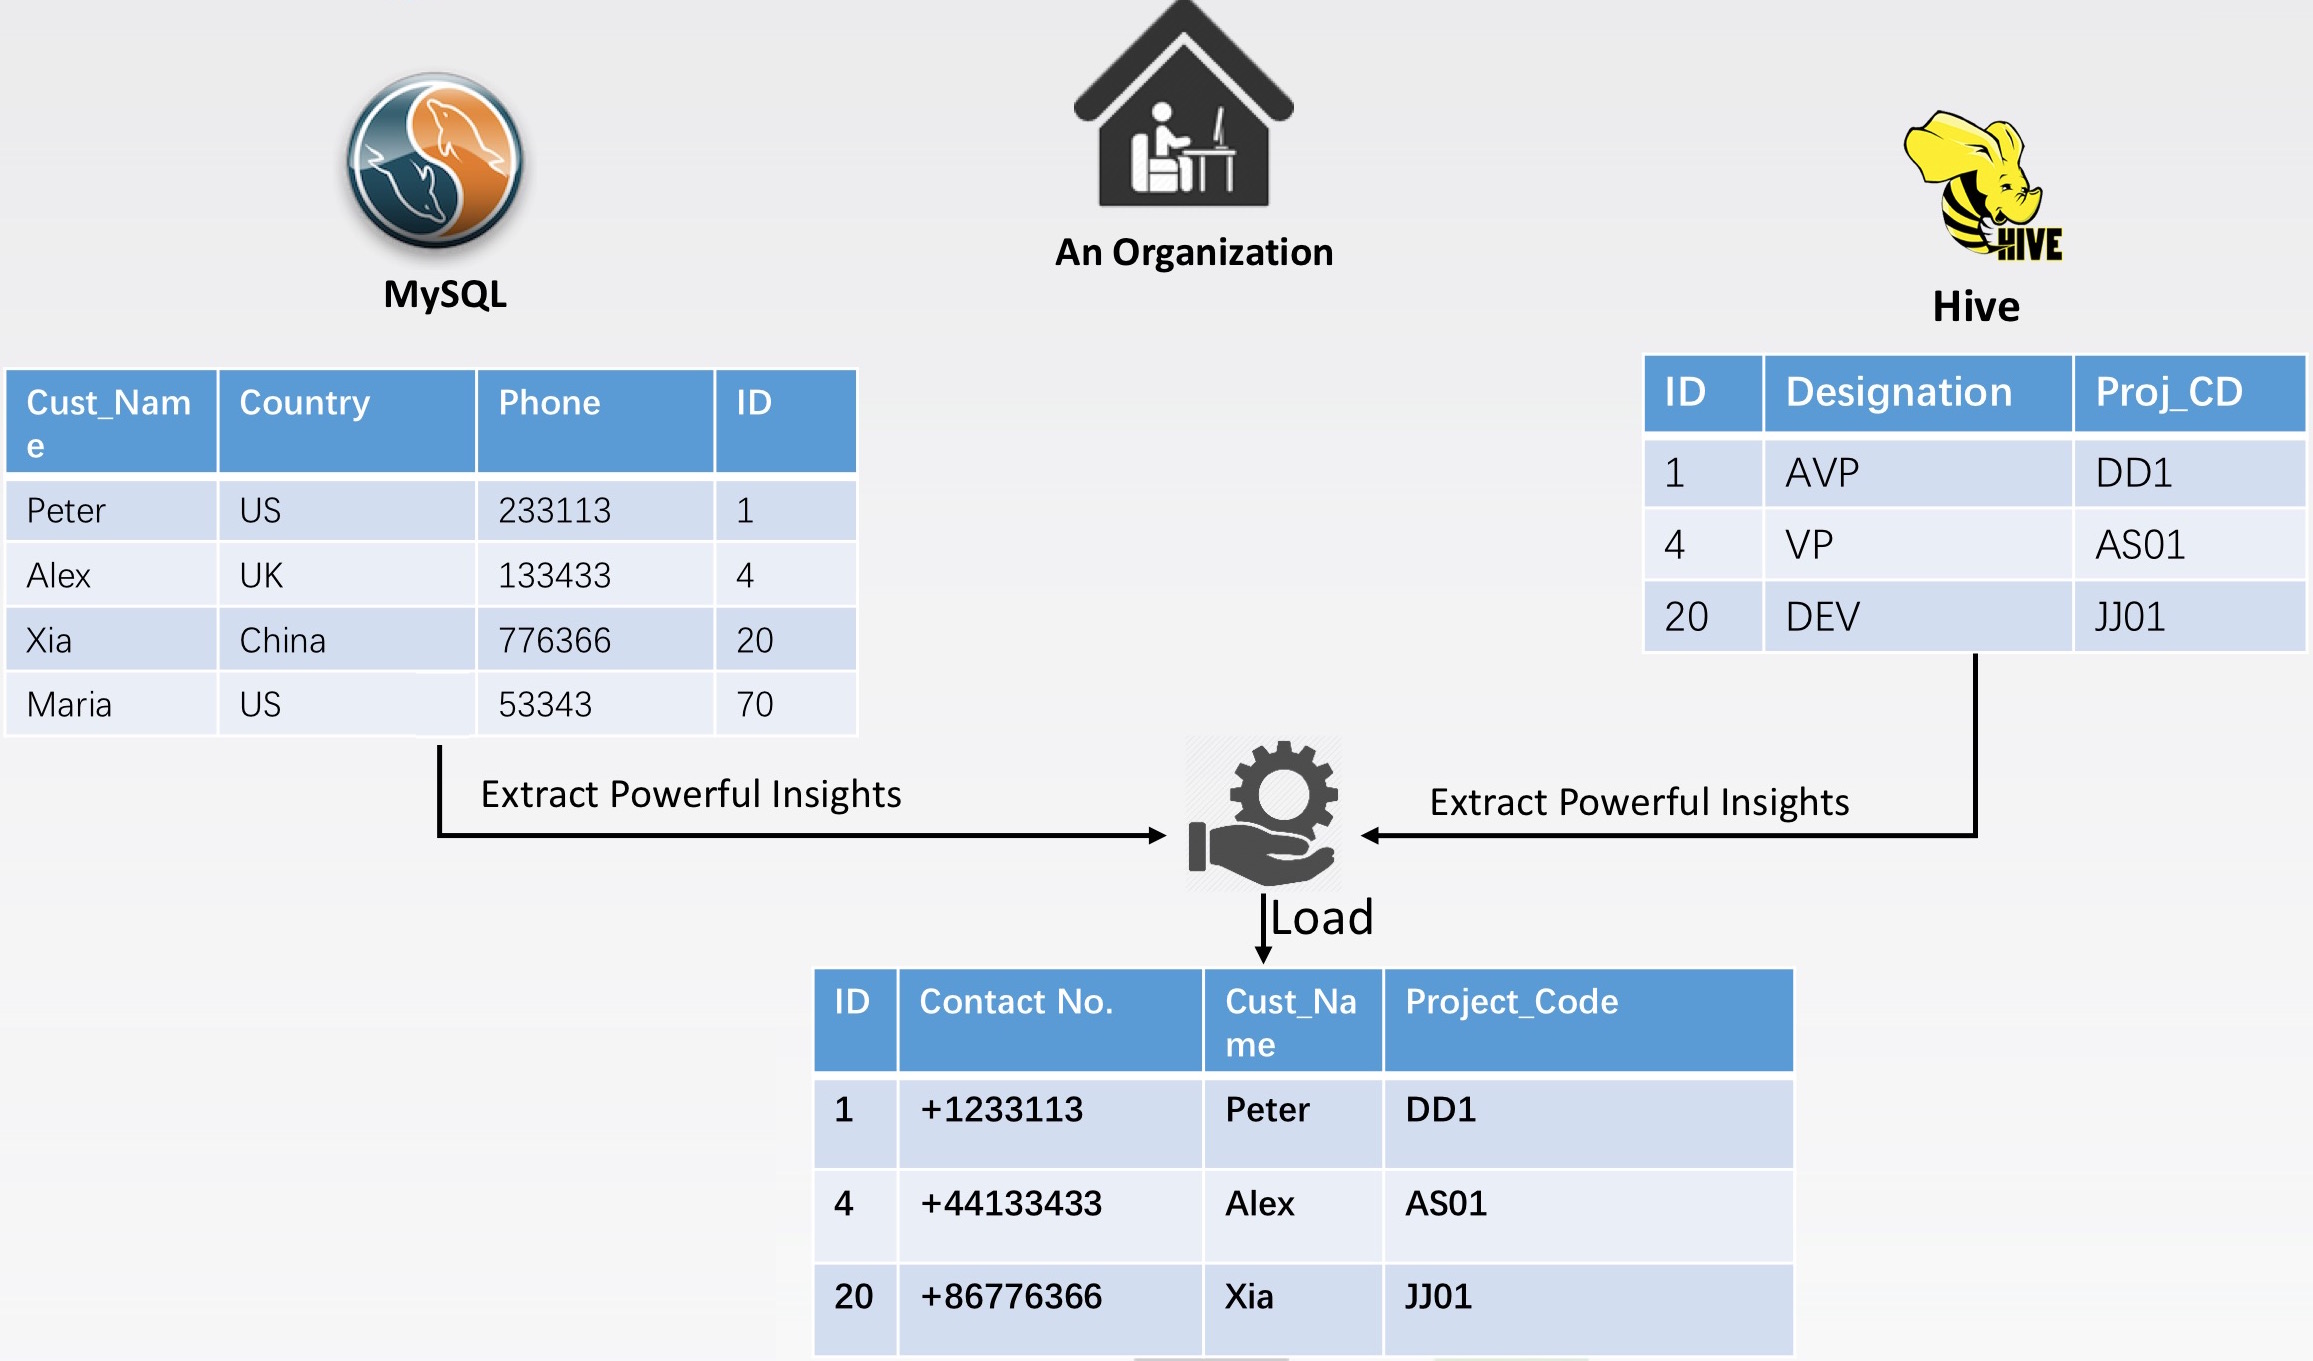 An Organization
MySQL
HIVE
Hive
Cust_Nam
e
Country
Phone
ID
Peter
US
233113
1
Alex
UK
133433
4
Xia
China
776366
20
Maria
US
53343
70
ID
Designation
Proj_CD
1
AVP
DD1
4
VP
AS01
20
DEV
JJ01
Extract Powerful Insights
Extract Powerful Insights
Load
ID
Contact No.
Cust_Na
me
Project_Code
1
+1233113
Peter
DD1
4
+44133433
Alex
AS01
20
+86776366
Xia
JJ01